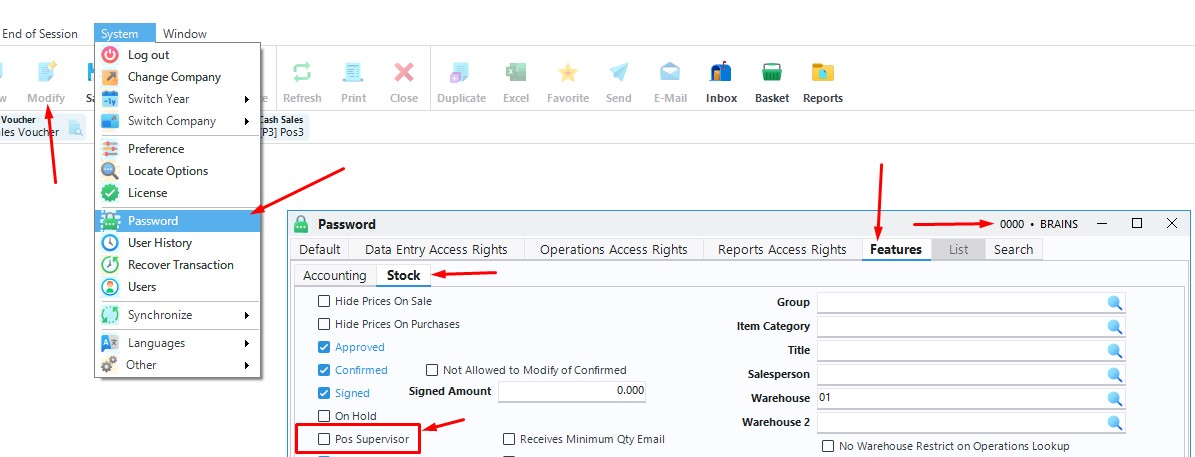 End of Session System Window
Modify Refresh Print Close Duplicate Excel Favorite Send E-Mail Inbox Basket Reports
Voucher
les Voucher
Cash Sales
[P3] Pos3
Log out
Change Company
Switch Year
Switch Company
Preference
Locate Options
License
Password
User History
Recover Transaction
Users
Synchronize
Languages
Other
Password 0000 • BRAINS
Default Data Entry Access Rights Operations Access Rights Reports Access Rights Features List Search
Accounting Stock
Hide Prices On Sale
Hide Prices On Purchases
Approved
Confirmed Not Allowed to Modify of Confirmed
Signed Signed Amount 0.000
On Hold
Pos Supervisor Receives Minimum Qty Email
Group
Item Category
Title
Salesperson
Warehouse 01
Warehouse 2
No Warehouse Restrict on Operations Lookup